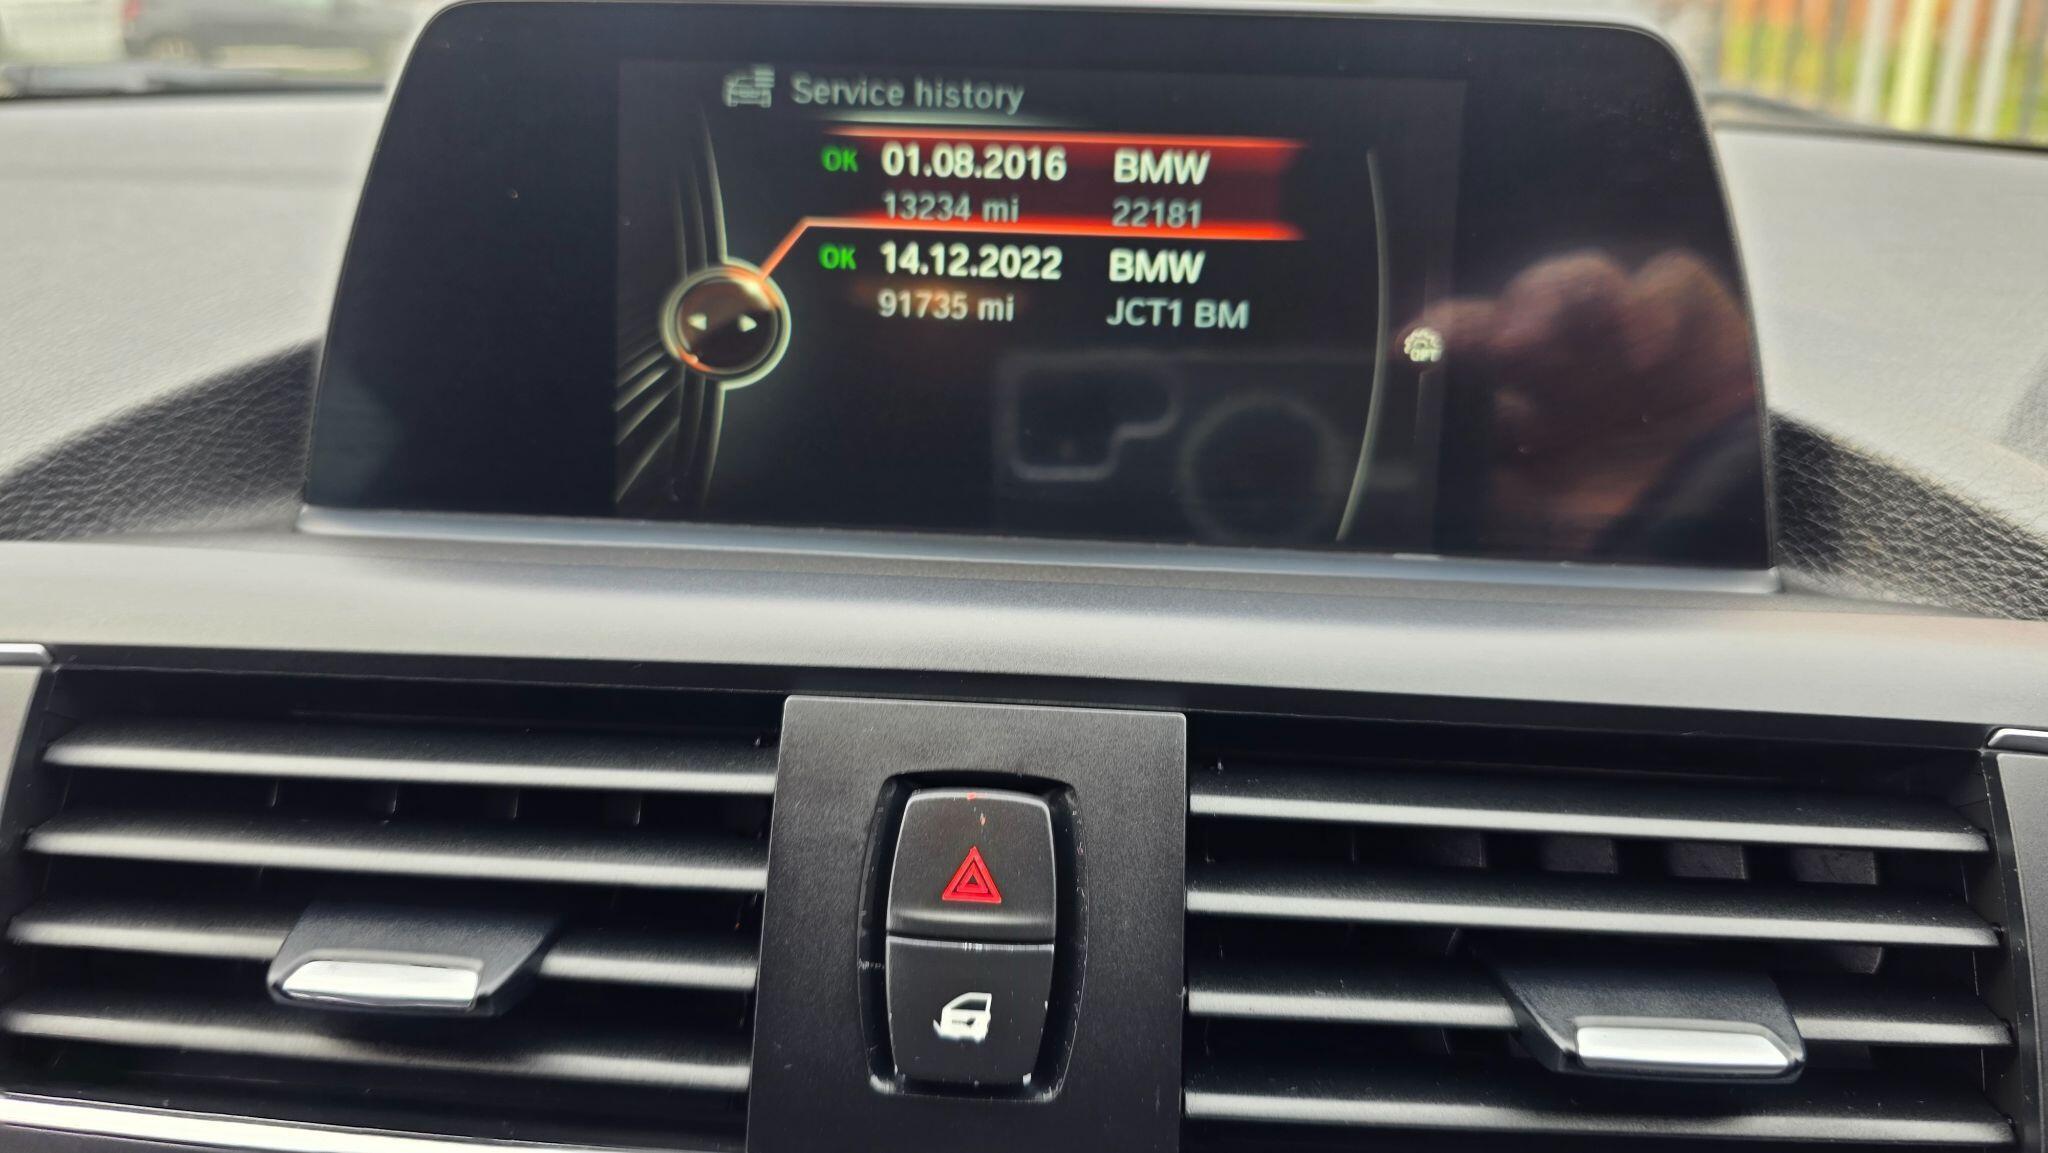 Service history
OK 01.08.2016 BMW
13234 mi 22181
OK 14.12.2022 BMW
91735 mi JCT1 BM
OPT